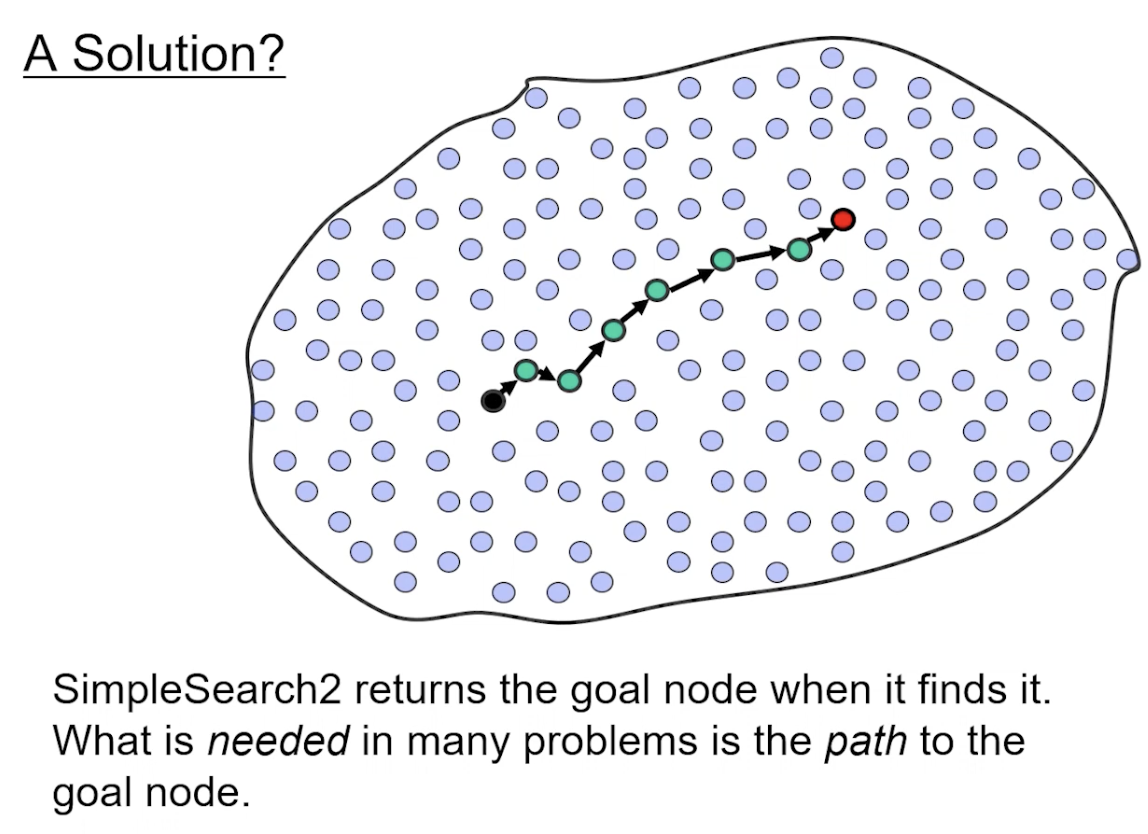 A Solution?
SimpleSearch2 returns the goal node when it finds it.
What is needed in many problems is the path to the
goal node.